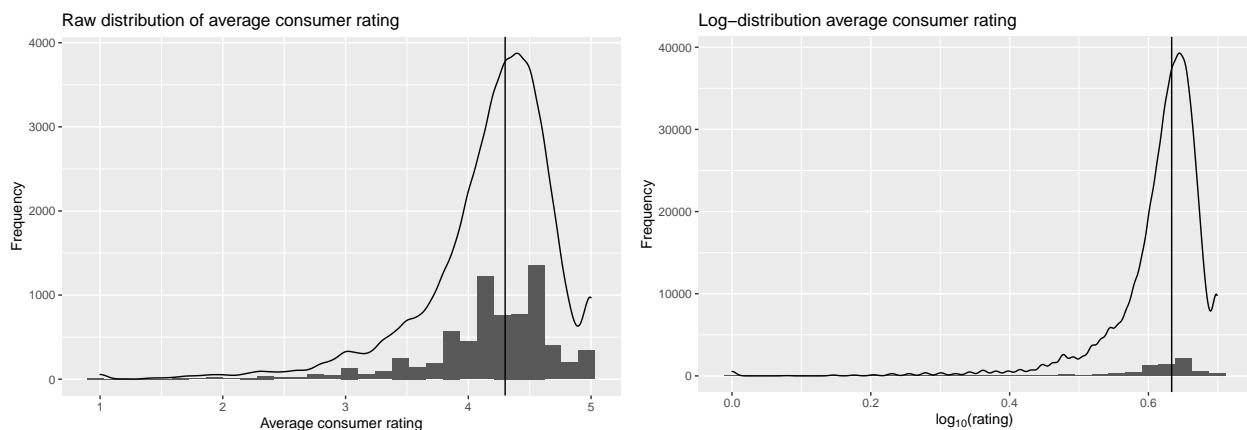 Raw distribution of average consumer rating
4000
3000
2000
1000
0
Frequency
1 2 3 4 5
Average consumer rating
Log−distribution average consumer rating
40000
30000
20000
10000
0
Frequency
0.0 0.2 0.4 0.6
log₁₀(rating)